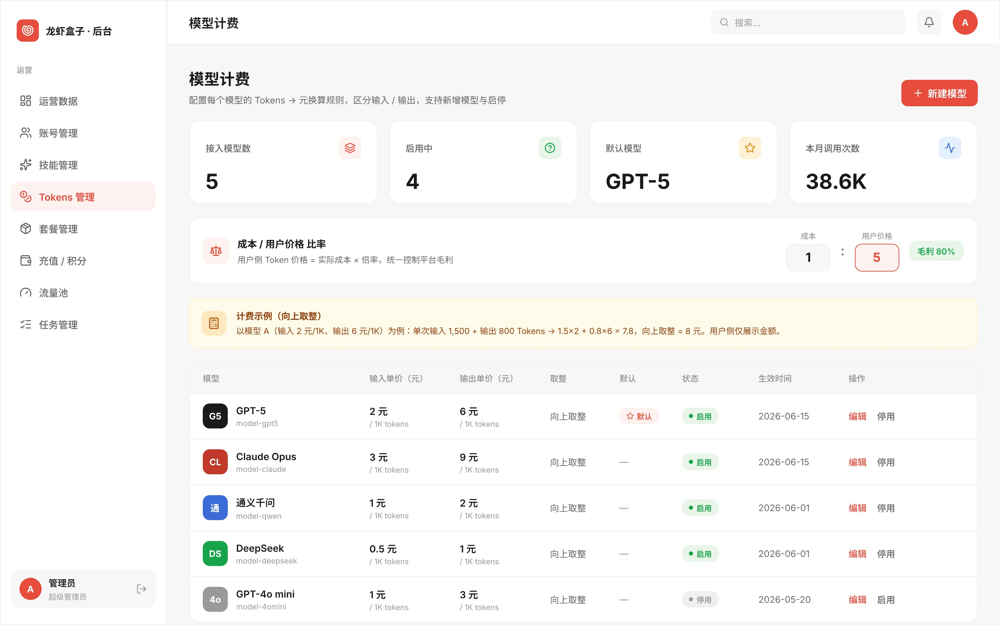 龙虾盒子 · 后台
模型计费
搜索...
A
运营
运营数据
账号管理
技能管理
Tokens 管理
套餐管理
充值 / 积分
流量池
任务管理
A
管理员
超级管理员
模型计费
配置每个模型的 Tokens → 元换算规则，区分输入 / 输出，支持新增模型与启停
新建模型
接入模型数
5
启用中
4
默认模型
GPT-5
本月调用次数
38.6K
成本 / 用户价格 比率
用户侧 Token 价格 = 实际成本 × 倍率，统一控制平台毛利
成本
1
:
用户价格
5
毛利 80%
计费示例（向上取整）
以模型 A（输入 2 元/1K、输出 6 元/1K）为例：单次输入 1,500 + 输出 800 Tokens → 1.5×2 + 0.8×6 = 7.8，向上取整 = 8 元。用户侧仅展示金额。
模型 输入单价（元） 输出单价（元） 取整 默认 状态 生效时间 操作
G5 GPT-5 2 元 6 元 向上取整 默认 启用 2026-06-15 编辑 停用
model-gpt5 / 1K tokens / 1K tokens
CL Claude Opus 3 元 9 元 向上取整 — 启用 2026-06-15 编辑 停用
model-claude / 1K tokens / 1K tokens
通 通义千问 1 元 2 元 向上取整 — 启用 2026-06-01 编辑 停用
model-qwen / 1K tokens / 1K tokens
DS DeepSeek 0.5 元 1 元 向上取整 — 启用 2026-06-01 编辑 停用
model-deepseek / 1K tokens / 1K tokens
4o GPT-4o mini 1 元 3 元 向上取整 — 停用 2026-05-20 编辑 启用
model-4omini / 1K tokens / 1K tokens